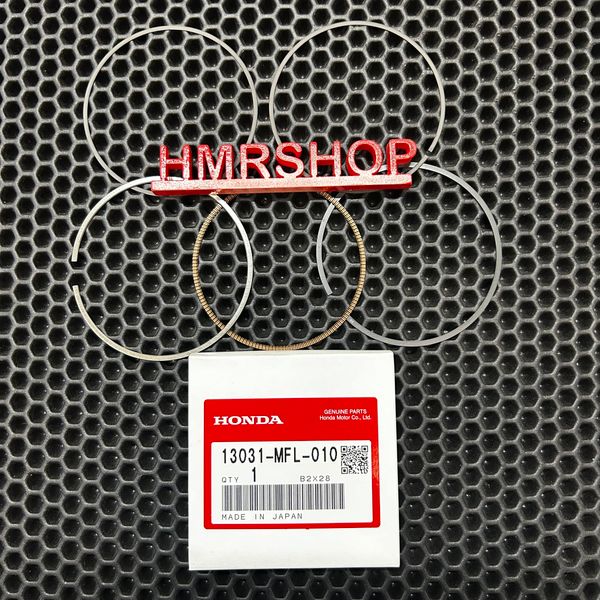 HMRSHOP
HONDA
GENUINE PARTS
Honda Motor Co., Ltd.
13031-MFL-010
QTY 1 B2X28
MADE IN JAPAN